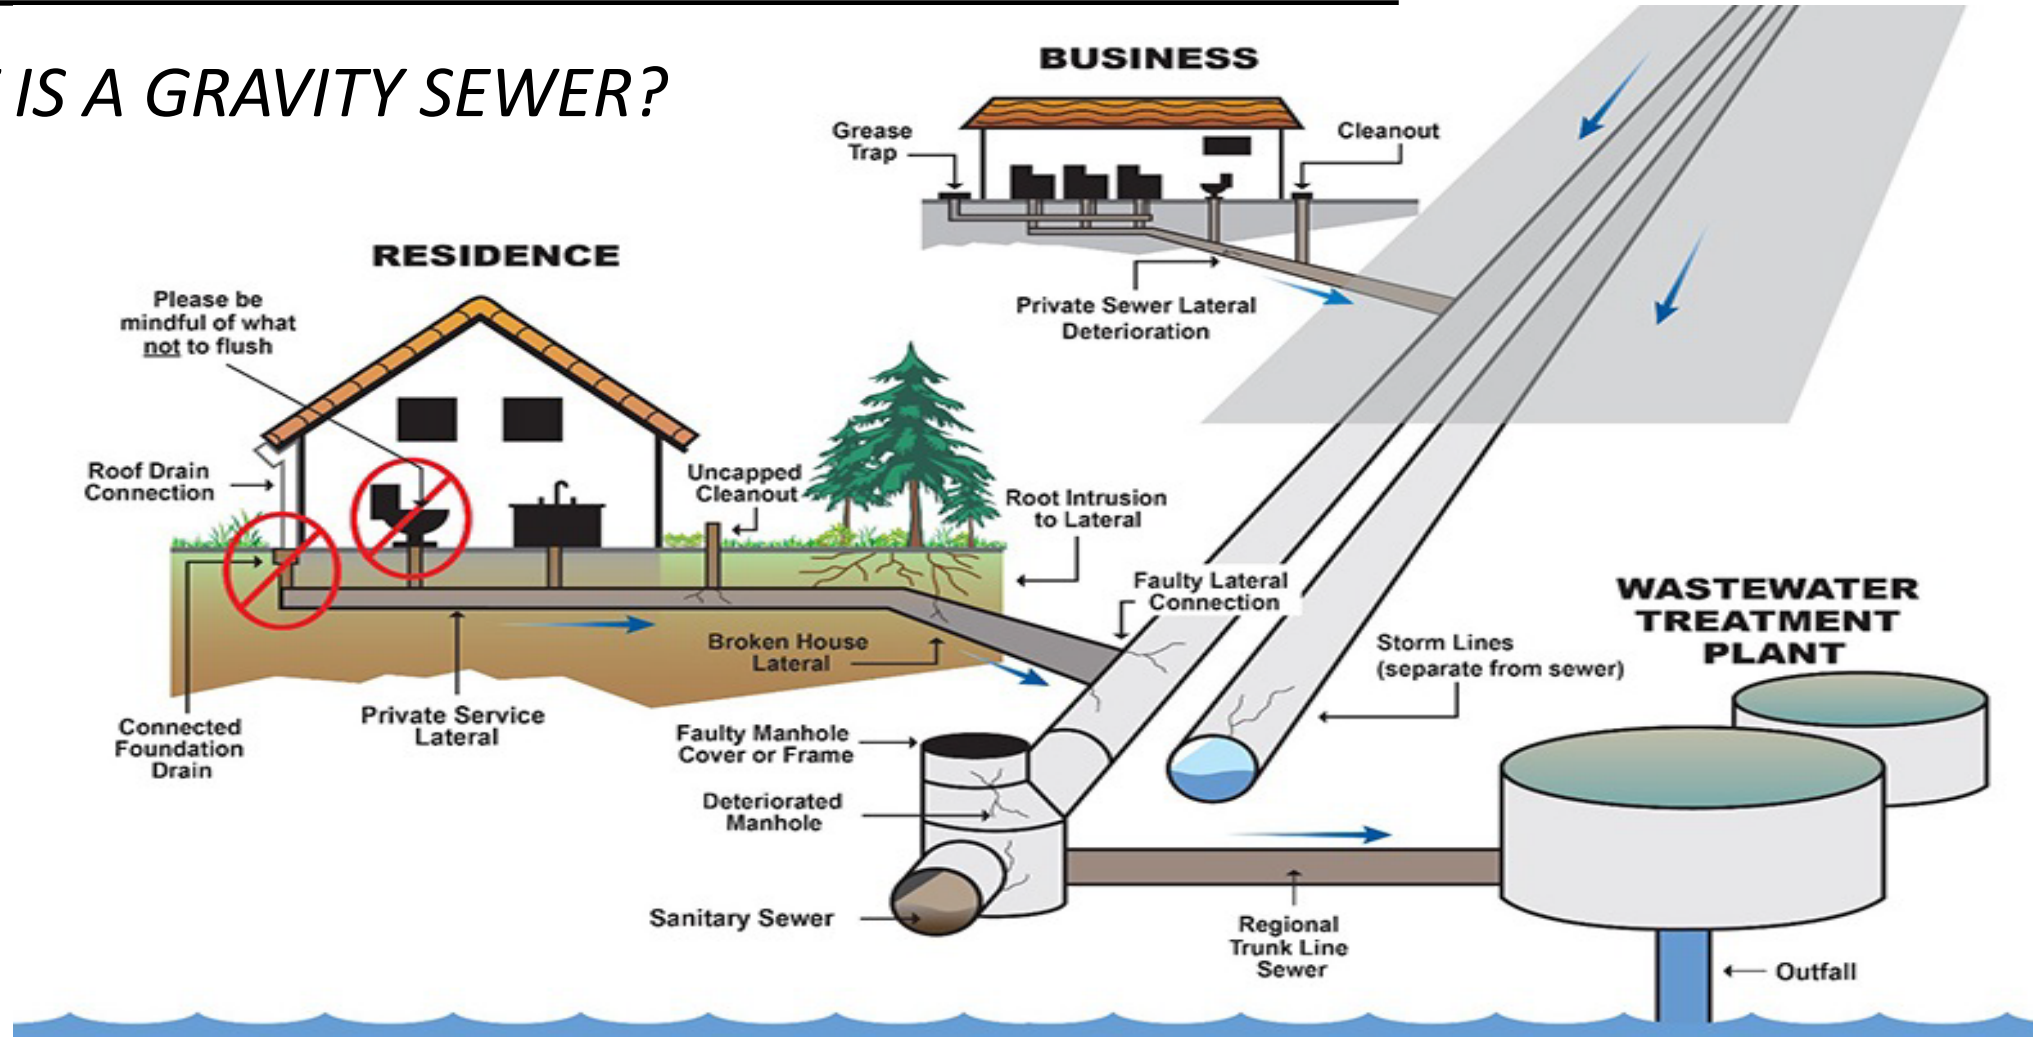 IS A GRAVITY SEWER?
BUSINESS
Grease
Trap
Cleanout
Private Sewer Lateral
Deterioration
RESIDENCE
Please be
mindful of what
not to flush
Roof Drain
Connection
Uncapped
Cleanout
Root Intrusion
to Lateral
Faulty Lateral
Connection
Broken House
Lateral
Storm Lines
(separate from sewer)
WASTEWATER
TREATMENT
PLANT
Connected
Foundation
Drain
Private Service
Lateral
Faulty Manhole
Cover or Frame
Deteriorated
Manhole
Sanitary Sewer
Regional
Trunk Line
Sewer
Outfall